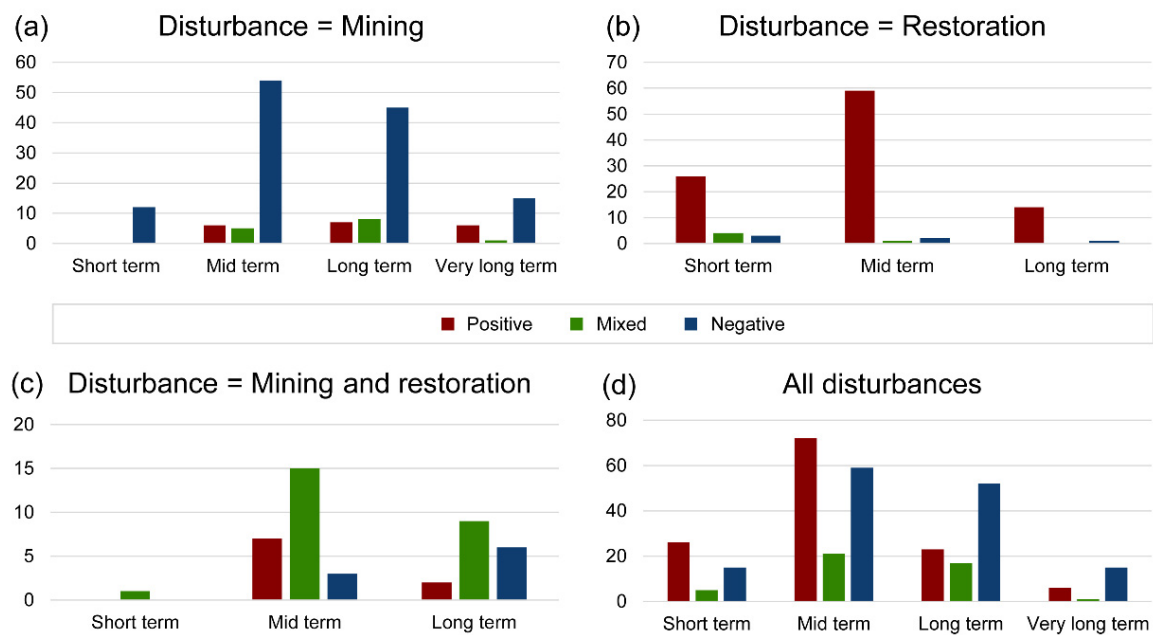 (a) Disturbance = Mining
60
50
40
30
20
10
0
Short term Mid term Long term Very long term
(b) Disturbance = Restoration
70
60
50
40
30
20
10
0
Short term Mid term Long term
Positive Mixed Negative
(c) Disturbance = Mining and restoration
20
15
10
5
0
Short term Mid term Long term
(d) All disturbances
80
60
40
20
0
Short term Mid term Long term Very long term